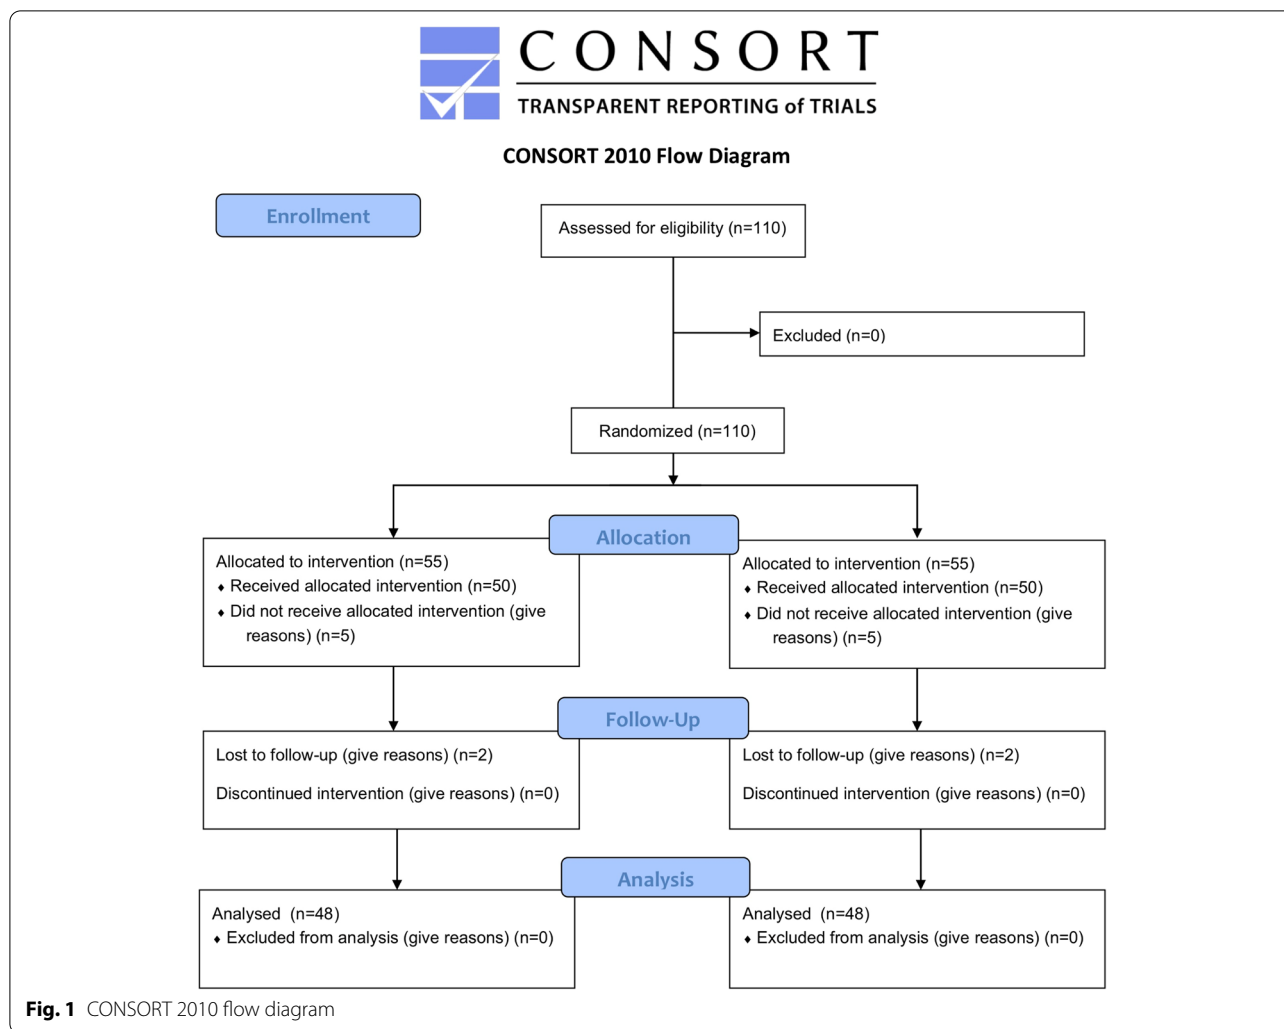 CONSORT
TRANSPARENT REPORTING of TRIALS
CONSORT 2010 Flow Diagram
Enrollment
Assessed for eligibility (n=110)
Excluded (n=0)
Randomized (n=110)
Allocation
Allocated to intervention (n=55)
♦ Received allocated intervention (n=50)
♦ Did not receive allocated intervention (give
reasons) (n=5)
Allocated to intervention (n=55)
♦ Received allocated intervention (n=50)
♦ Did not receive allocated intervention (give
reasons) (n=5)
Follow-Up
Lost to follow-up (give reasons) (n=2)
Discontinued intervention (give reasons) (n=0)
Lost to follow-up (give reasons) (n=2)
Discontinued intervention (give reasons) (n=0)
Analysis
Analysed (n=48)
♦ Excluded from analysis (give reasons) (n=0)
Analysed (n=48)
♦ Excluded from analysis (give reasons) (n=0)
Fig. 1 CONSORT 2010 flow diagram